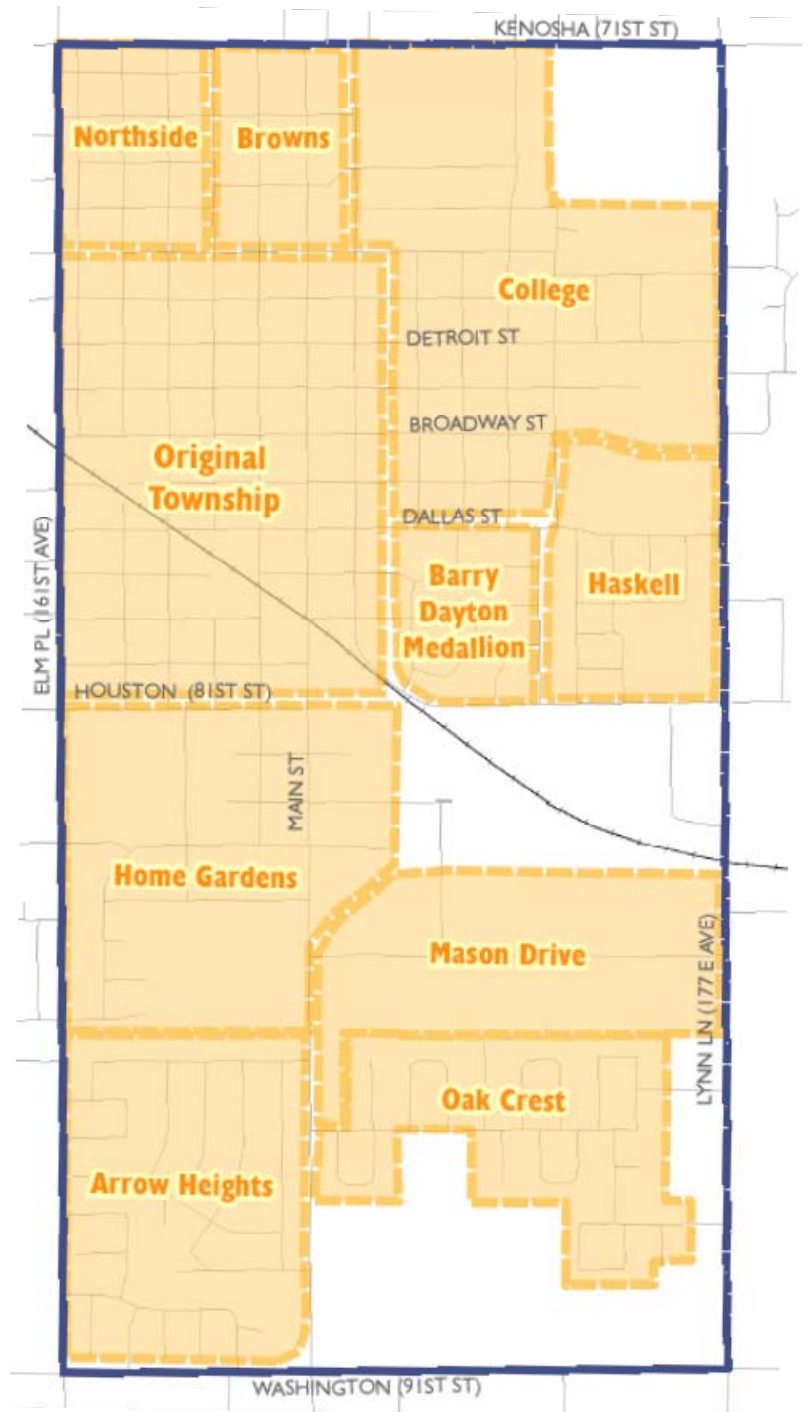 KENOSHA (71ST ST)
Northside
Browns
College
DETROIT ST
BROADWAY ST
Original
Township
DALLAS ST
Barry
Dayton
Medallion
Haskell
ELM PL (161ST AVE)
HOUSTON (81ST ST)
MAIN ST
Home Gardens
Mason Drive
LYNN LN (177 E AVE)
Oak Crest
Arrow Heights
WASHINGTON (91ST ST)